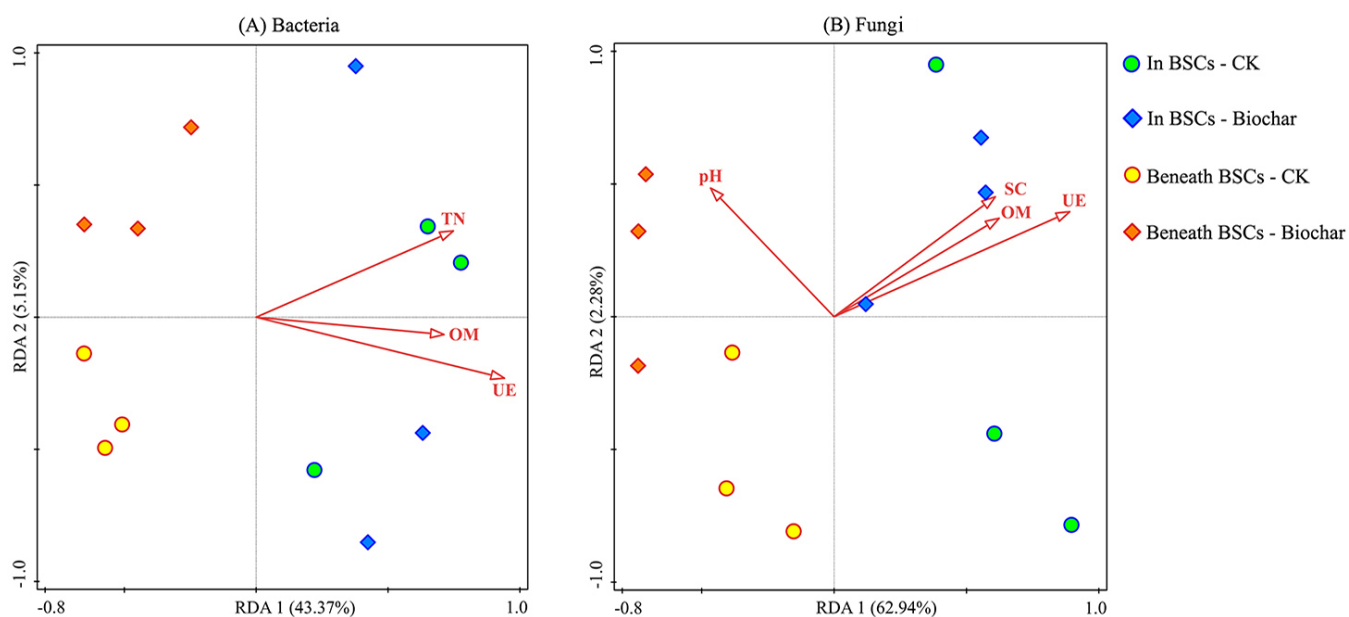 (A) Bacteria
1.0
TN
OM
UE
RDA 2 (5.15%)
-1.0
-0.8
RDA 1 (43.37%)
1.0
(B) Fungi
1.0
pH
SC
OM
UE
RDA 2 (2.28%)
-1.0
-0.8
RDA 1 (62.94%)
1.0
In BSCs - CK
In BSCs - Biochar
Beneath BSCs - CK
Beneath BSCs - Biochar